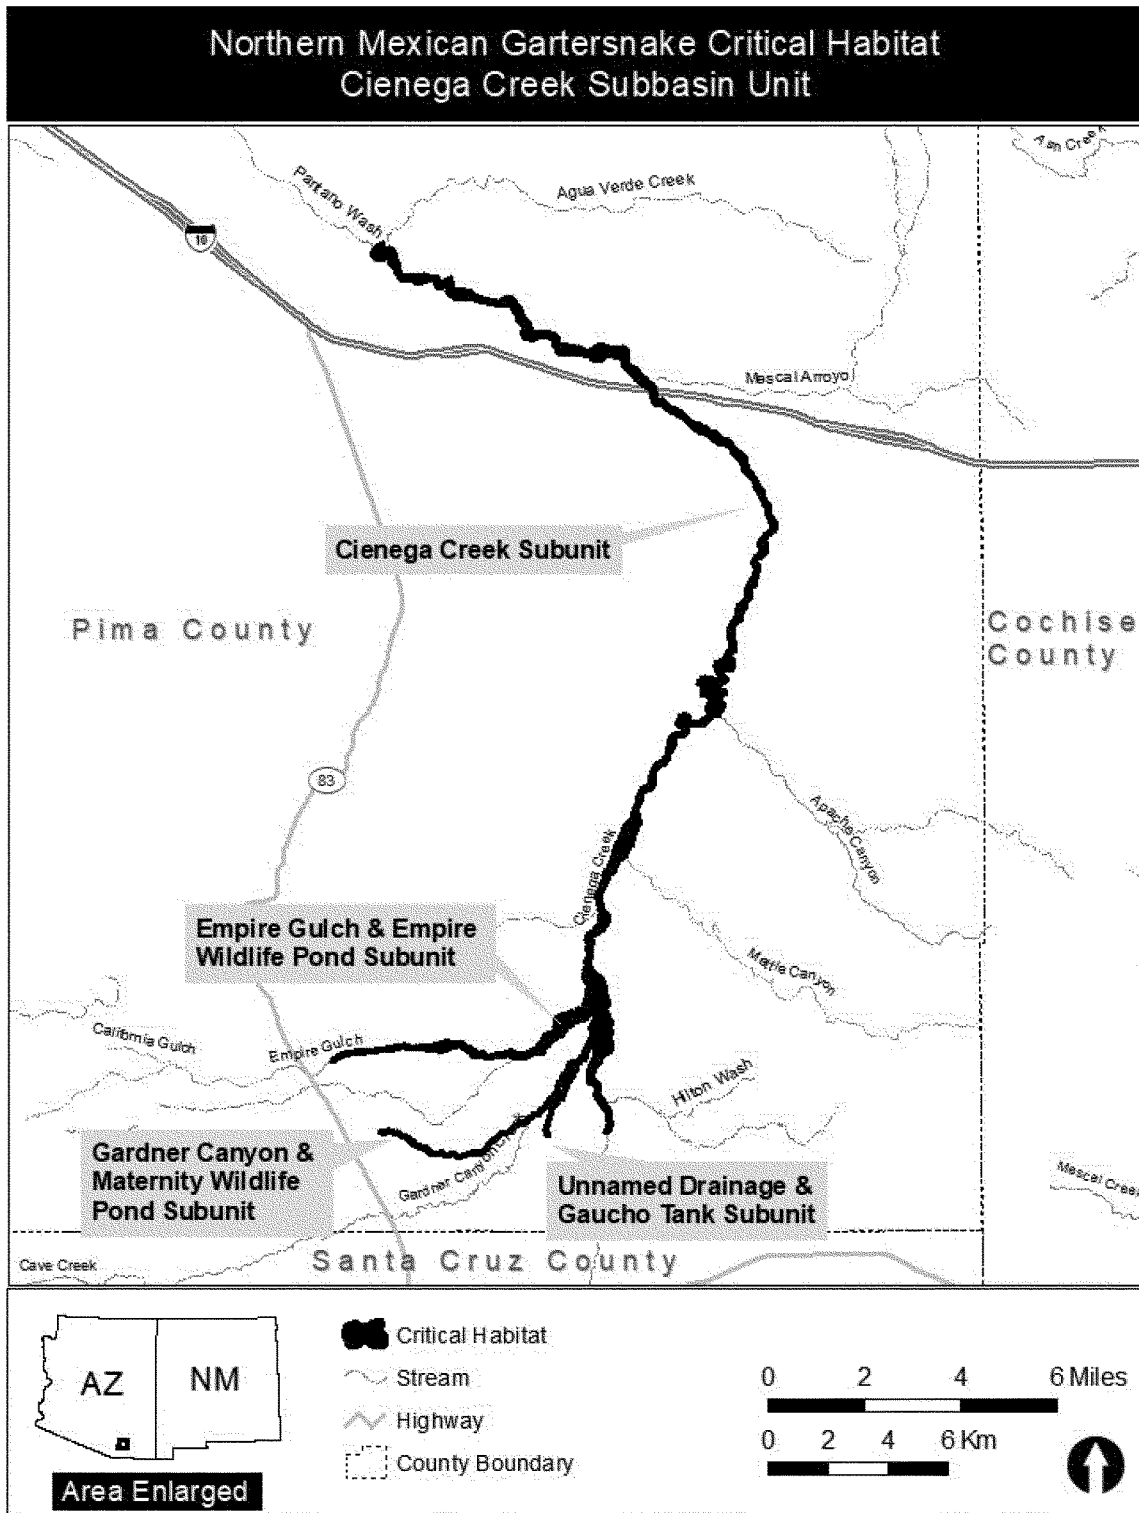 Northern Mexican Gartersnake Critical Habitat
Cienega Creek Subbasin Unit
Ash Creek
Pantano Wash
Agua Verde Creek
10
Mescal Arroyo
Cienega Creek Subunit
Pima County
Cochise
County
83
Apache Canyon
Cienega Creek
Empire Gulch & Empire
Wildlife Pond Subunit
Mattie Canyon
California Gulch
Empire Gulch
Hilton Wash
Gardner Canyon &
Maternity Wildlife
Pond Subunit
Gardner Canyon
Unnamed Drainage &
Gaucho Tank Subunit
Mescal Creek
Santa Cruz County
Cave Creek
AZ
NM
Area Enlarged
Critical Habitat
Stream
Highway
County Boundary
0 2 4 6 Miles
0 2 4 6 Km